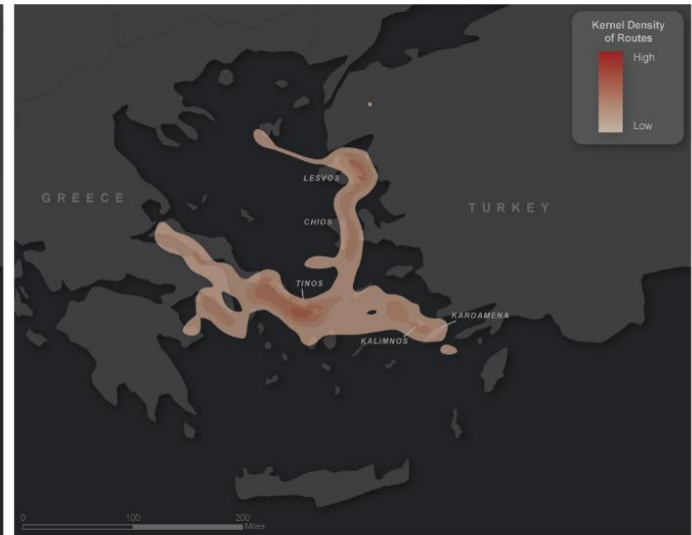 Kernel Density
of Routes
High
Low
LESVOS
GREECE
CHIOS
TURKEY
TINOS
KARDAMENA
KALIMNOS
0 100 200
Miles